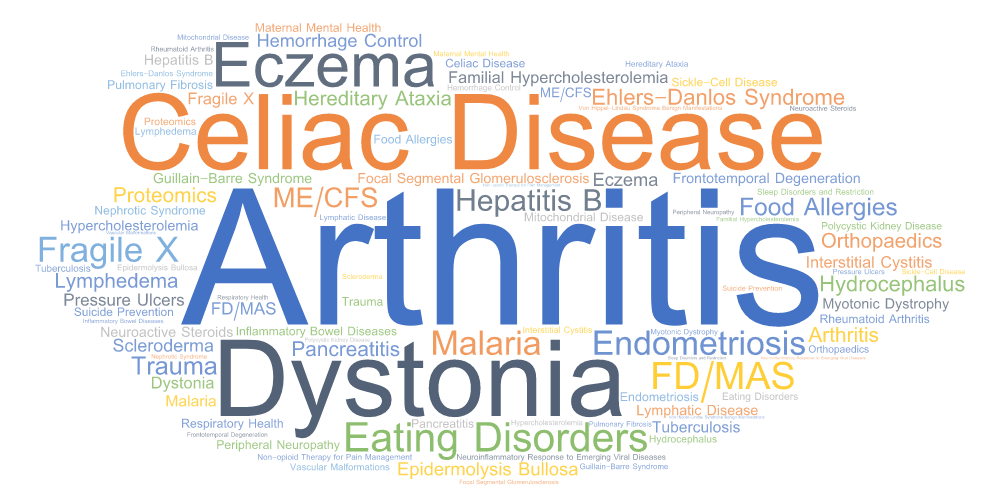 Maternal Mental Health
Mitochondrial Disease
Hemorrhage Control
Rheumatoid Arthritis
Eczema
Maternal Mental Health
Hepatitis B
Celiac Disease
Hereditary Ataxia
Ehlers-Danlos Syndrome
Familial Hypercholesterolemia
Sickle-Cell Disease
Pulmonary Fibrosis
Hemorrhage Control
ME/CFS
Ehlers-Danlos Syndrome
Fragile X
Hereditary Ataxia
Von Hippel-Lindau Syndrome Benign Manifestations
Neuroactive Steroids
Proteomics
Lymphedema
Celiac Disease
Food Allergies
Guillain-Barre Syndrome
Focal Segmental Glomerulosclerosis
Eczema
Frontotemporal Degeneration
Proteomics
ME/CFS
Hepatitis B
Sleep Disorders and Restriction
Nephrotic Syndrome
Lymphatic Disease
Mitochondrial Disease
Peripheral Neuropathy
Food Allergies
Familial Hypercholesterolemia
Hypercholesterolemia
Vascular Malformations
Arthritis
Polycystic Kidney Disease
Fragile X
Orthopaedics
Tuberculosis
Epidermolysis Bullosa
Interstitial Cystitis
Lymphedema
Scleroderma
Pressure Ulcers
Sickle-Cell Disease
Suicide Prevention
Hydrocephalus
Pressure Ulcers
Respiratory Health
Trauma
Myotonic Dystrophy
Suicide Prevention
FD/MAS
Inflammatory Bowel Diseases
Rheumatoid Arthritis
Neuroactive Steroids
Inflammatory Bowel Diseases
Interstitial Cystitis
Myotonic Dystrophy
Arthritis
Polycystic Kidney Disease
Scleroderma
Pancreatitis
Malaria
Endometriosis
Orthopaedics
Nephrotic Syndrome
Sleep Disorders and Restriction
Neuroinflammatory Response to Emerging Viral Diseases
Trauma
Dystonia
Dystonia
FD/MAS
Malaria
Endometriosis
Eating Disorders
Lymphatic Disease
Von Hippel-Lindau Syndrome Benign Manifestations
Respiratory Health
Pancreatitis
Hypercholesterolemia
Pulmonary Fibrosis
Tuberculosis
Frontotemporal Degeneration
Peripheral Neuropathy
Eating Disorders
Hydrocephalus
Non-opioid Therapy for Pain Management
Neuroinflammatory Response to Emerging Viral Diseases
Vascular Malformations
Epidermolysis Bullosa
Guillain-Barre Syndrome
Focal Segmental Glomerulosclerosis